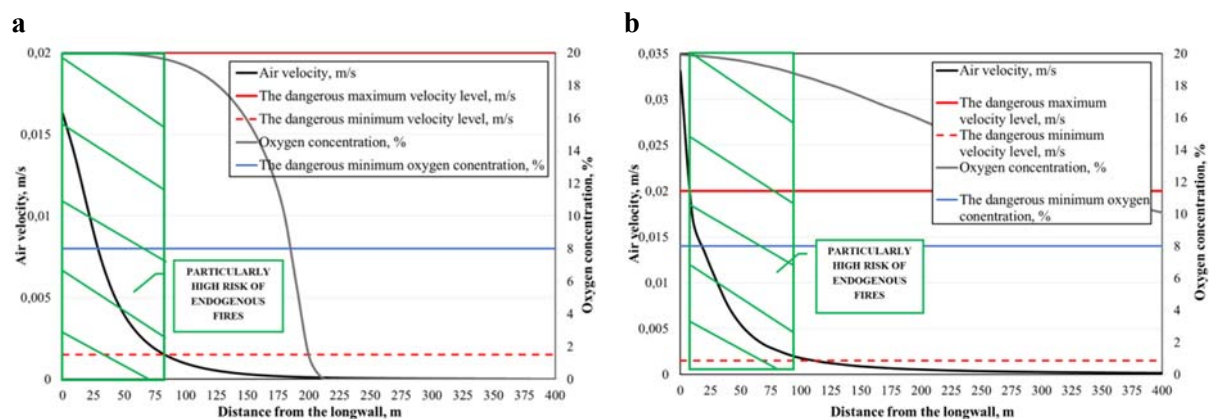 a
0,02
0,015
0,01
0,005
0
Air velocity, m/s
Air velocity, m/s
The dangerous maximum velocity level, m/s
The dangerous minimum velocity level, m/s
Oxygen concentration, %
The dangerous minimum oxygen conentration, %
PARTICULARLY
HIGH RISK OF
ENDOGENOUS
FIRES
20
18
16
14
12
10
8
6
4
2
0
Oxygen concentration, %
0 25 50 75 100 125 150 175 200 225 250 275 300 325 350 375 400
Distance from the longwall, m
b
0,035
0,03
0,025
0,02
0,015
0,01
0,005
0
Air velocity, m/s
Air velocity, m/s
The dangerous maximum
velocity level, m/s
The dangerous minimum
velocity level, m/s
Oxygen concentration, %
The dangerous minimum oxygen
conentration, %
PARTICULARLY
HIGH RISK OF
ENDOGENOUS
FIRES
20
18
16
14
12
10
8
6
4
2
0
Oxygen concentration, %
0 25 50 75 100 125 150 175 200 225 250 275 300 325 350 375 400
Distance from the longwall, m